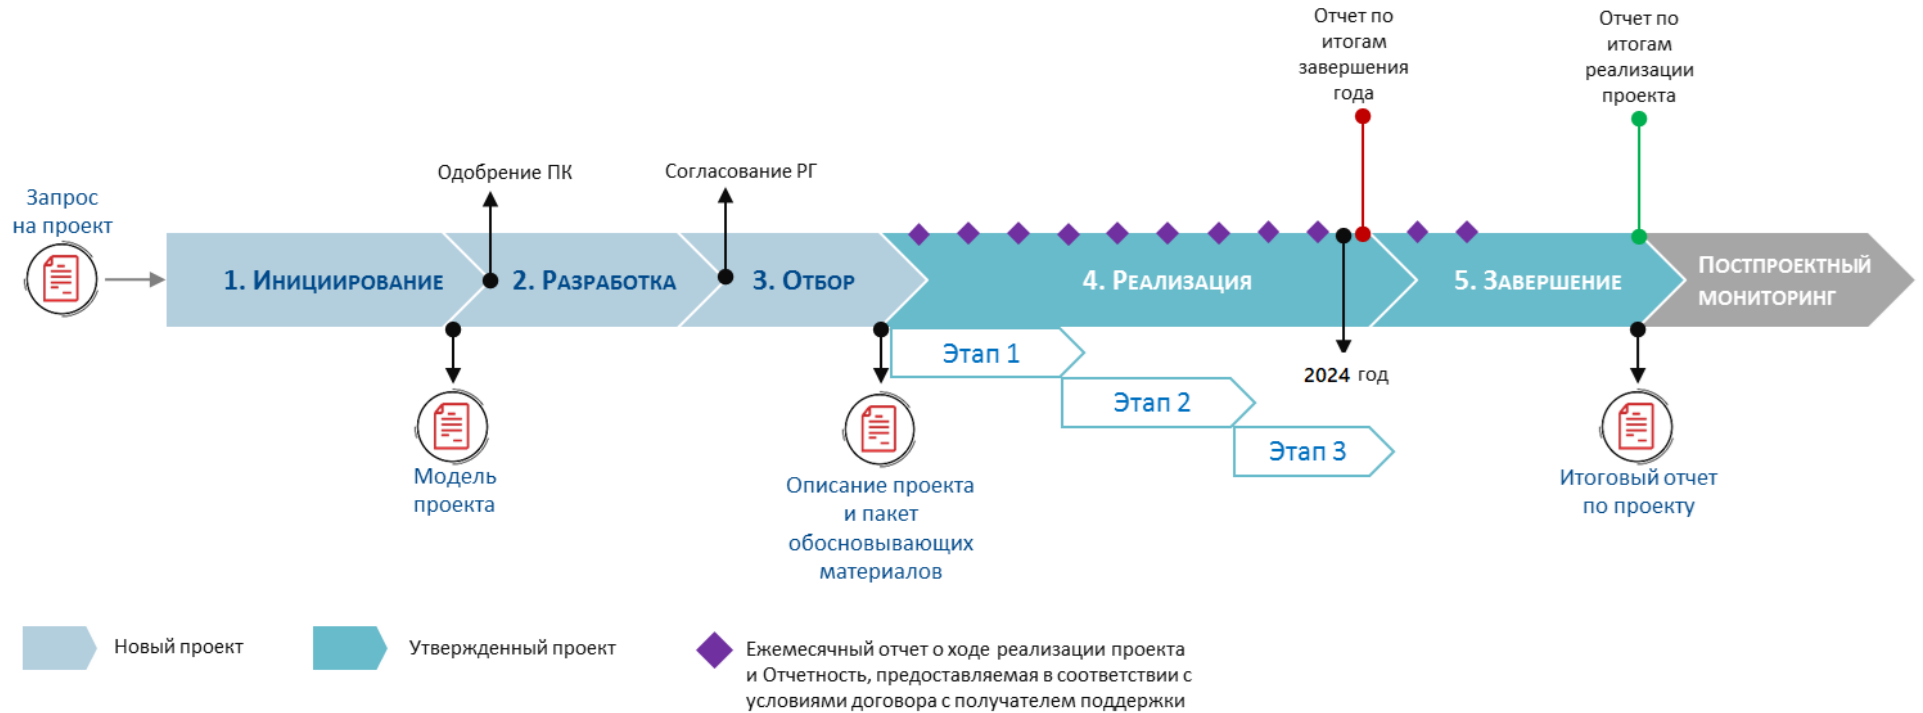 Отчет по
итогам
завершения
года
Отчет по
итогам
реализации
проекта
Одобрение ПК
Согласование РГ
Запрос
на проект
1. Инициирование
2. Разработка
3. Отбор
4. Реализация
5. Завершение
Постпроектный
мониторинг
Этап 1
Этап 2
Этап 3
2024 год
Модель
проекта
Описание проекта
и пакет
обосновывающих
материалов
Итоговый отчет
по проекту
Новый проект
Утвержденный проект
Ежемесячный отчет о ходе реализации проекта
и Отчетность, предоставляемая в соответствии с
условиями договора с получателем поддержки